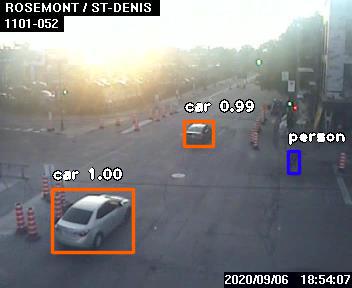 ROSEMONT / ST-DENIS
1101-052
car 0.99
person
car 1.00
2020/09/06 18:54:07